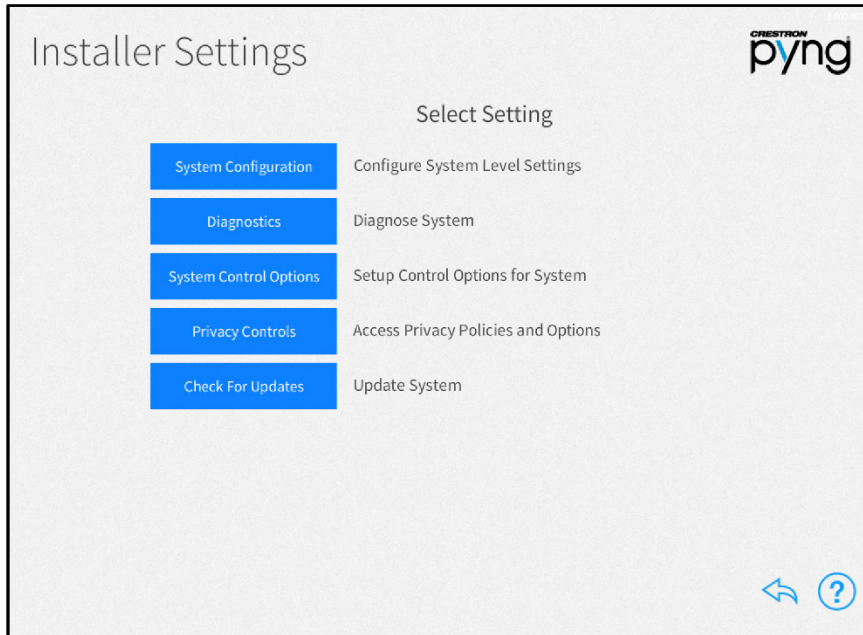 Installer Settings
CRESTRON
pyng
Select Setting
System Configuration Configure System Level Settings
Diagnostics Diagnose System
System Control Options Setup Control Options for System
Privacy Controls Access Privacy Policies and Options
Check For Updates Update System
?